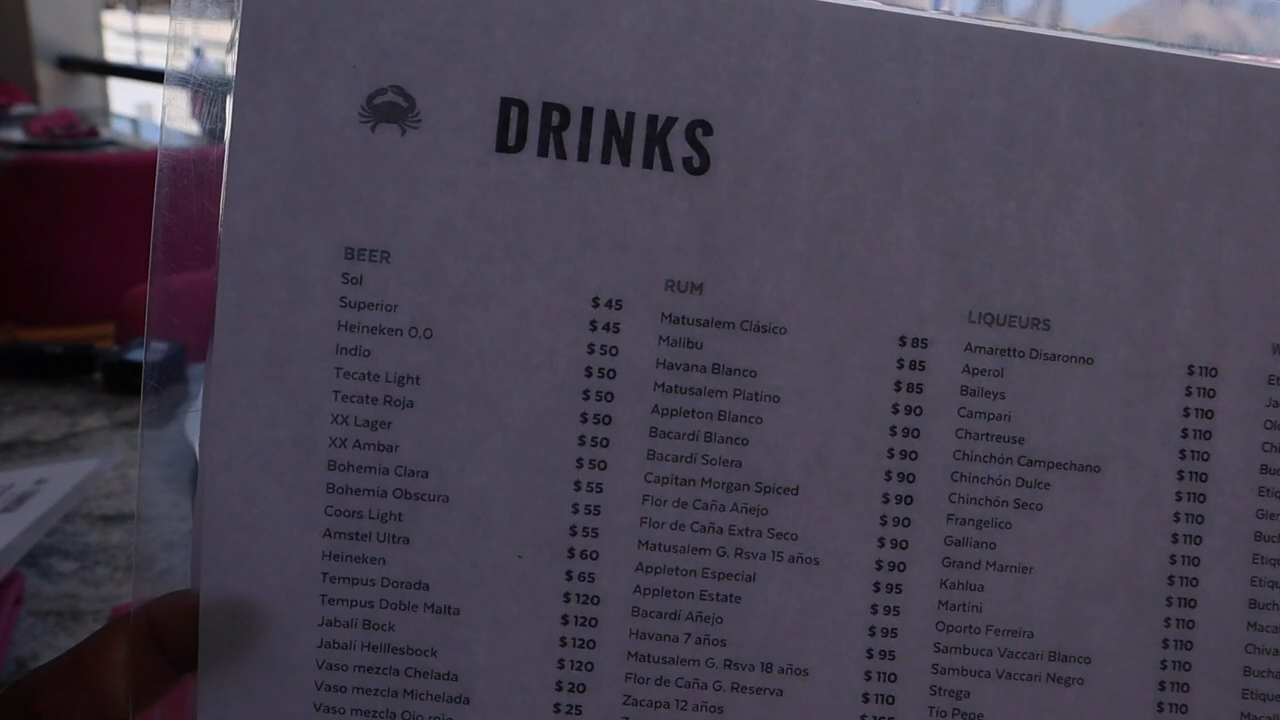 DRINKS
BEER
Sol $ 45
Superior $ 45
Heineken 0.0 $ 50
Indio $ 50
Tecate Light $ 50
Tecate Roja $ 50
XX Lager $ 50
XX Ambar $ 50
Bohemia Clara $ 55
Bohemia Obscura $ 55
Coors Light $ 55
Amstel Ultra $ 60
Heineken $ 65
Tempus Dorada $ 120
Tempus Doble Malta $ 120
Jabalí Bock $ 120
Jabalí Helllesbock $ 120
Vaso mezcla Chelada $ 20
Vaso mezcla Michelada $ 25
Vaso mezcla Ojo rojo
RUM
Matusalem Clásico $ 85
Malibu $ 85
Havana Blanco $ 85
Matusalem Platino $ 90
Appleton Blanco $ 90
Bacardí Blanco $ 90
Bacardí Solera $ 90
Capitan Morgan Spiced $ 90
Flor de Caña Añejo $ 90
Flor de Caña Extra Seco $ 90
Matusalem G. Rsva 15 años $ 90
Appleton Especial $ 95
Appleton Estate $ 95
Bacardí Añejo $ 95
Havana 7 años $ 95
Matusalem G. Rsva 18 años $ 110
Flor de Caña G. Reserva $ 110
Zacapa 12 años
LIQUEURS
Amaretto Disaronno $ 110
Aperol $ 110
Baileys $ 110
Campari $ 110
Chartreuse $ 110
Chinchón Campechano $ 110
Chinchón Dulce $ 110
Chinchón Seco $ 110
Frangelico $ 110
Galliano $ 110
Grand Marnier $ 110
Kahlua $ 110
Martini $ 110
Oporto Ferreira $ 110
Sambuca Vaccari Blanco $ 110
Sambuca Vaccari Negro $ 110
Strega $ 110
Tío Pepe